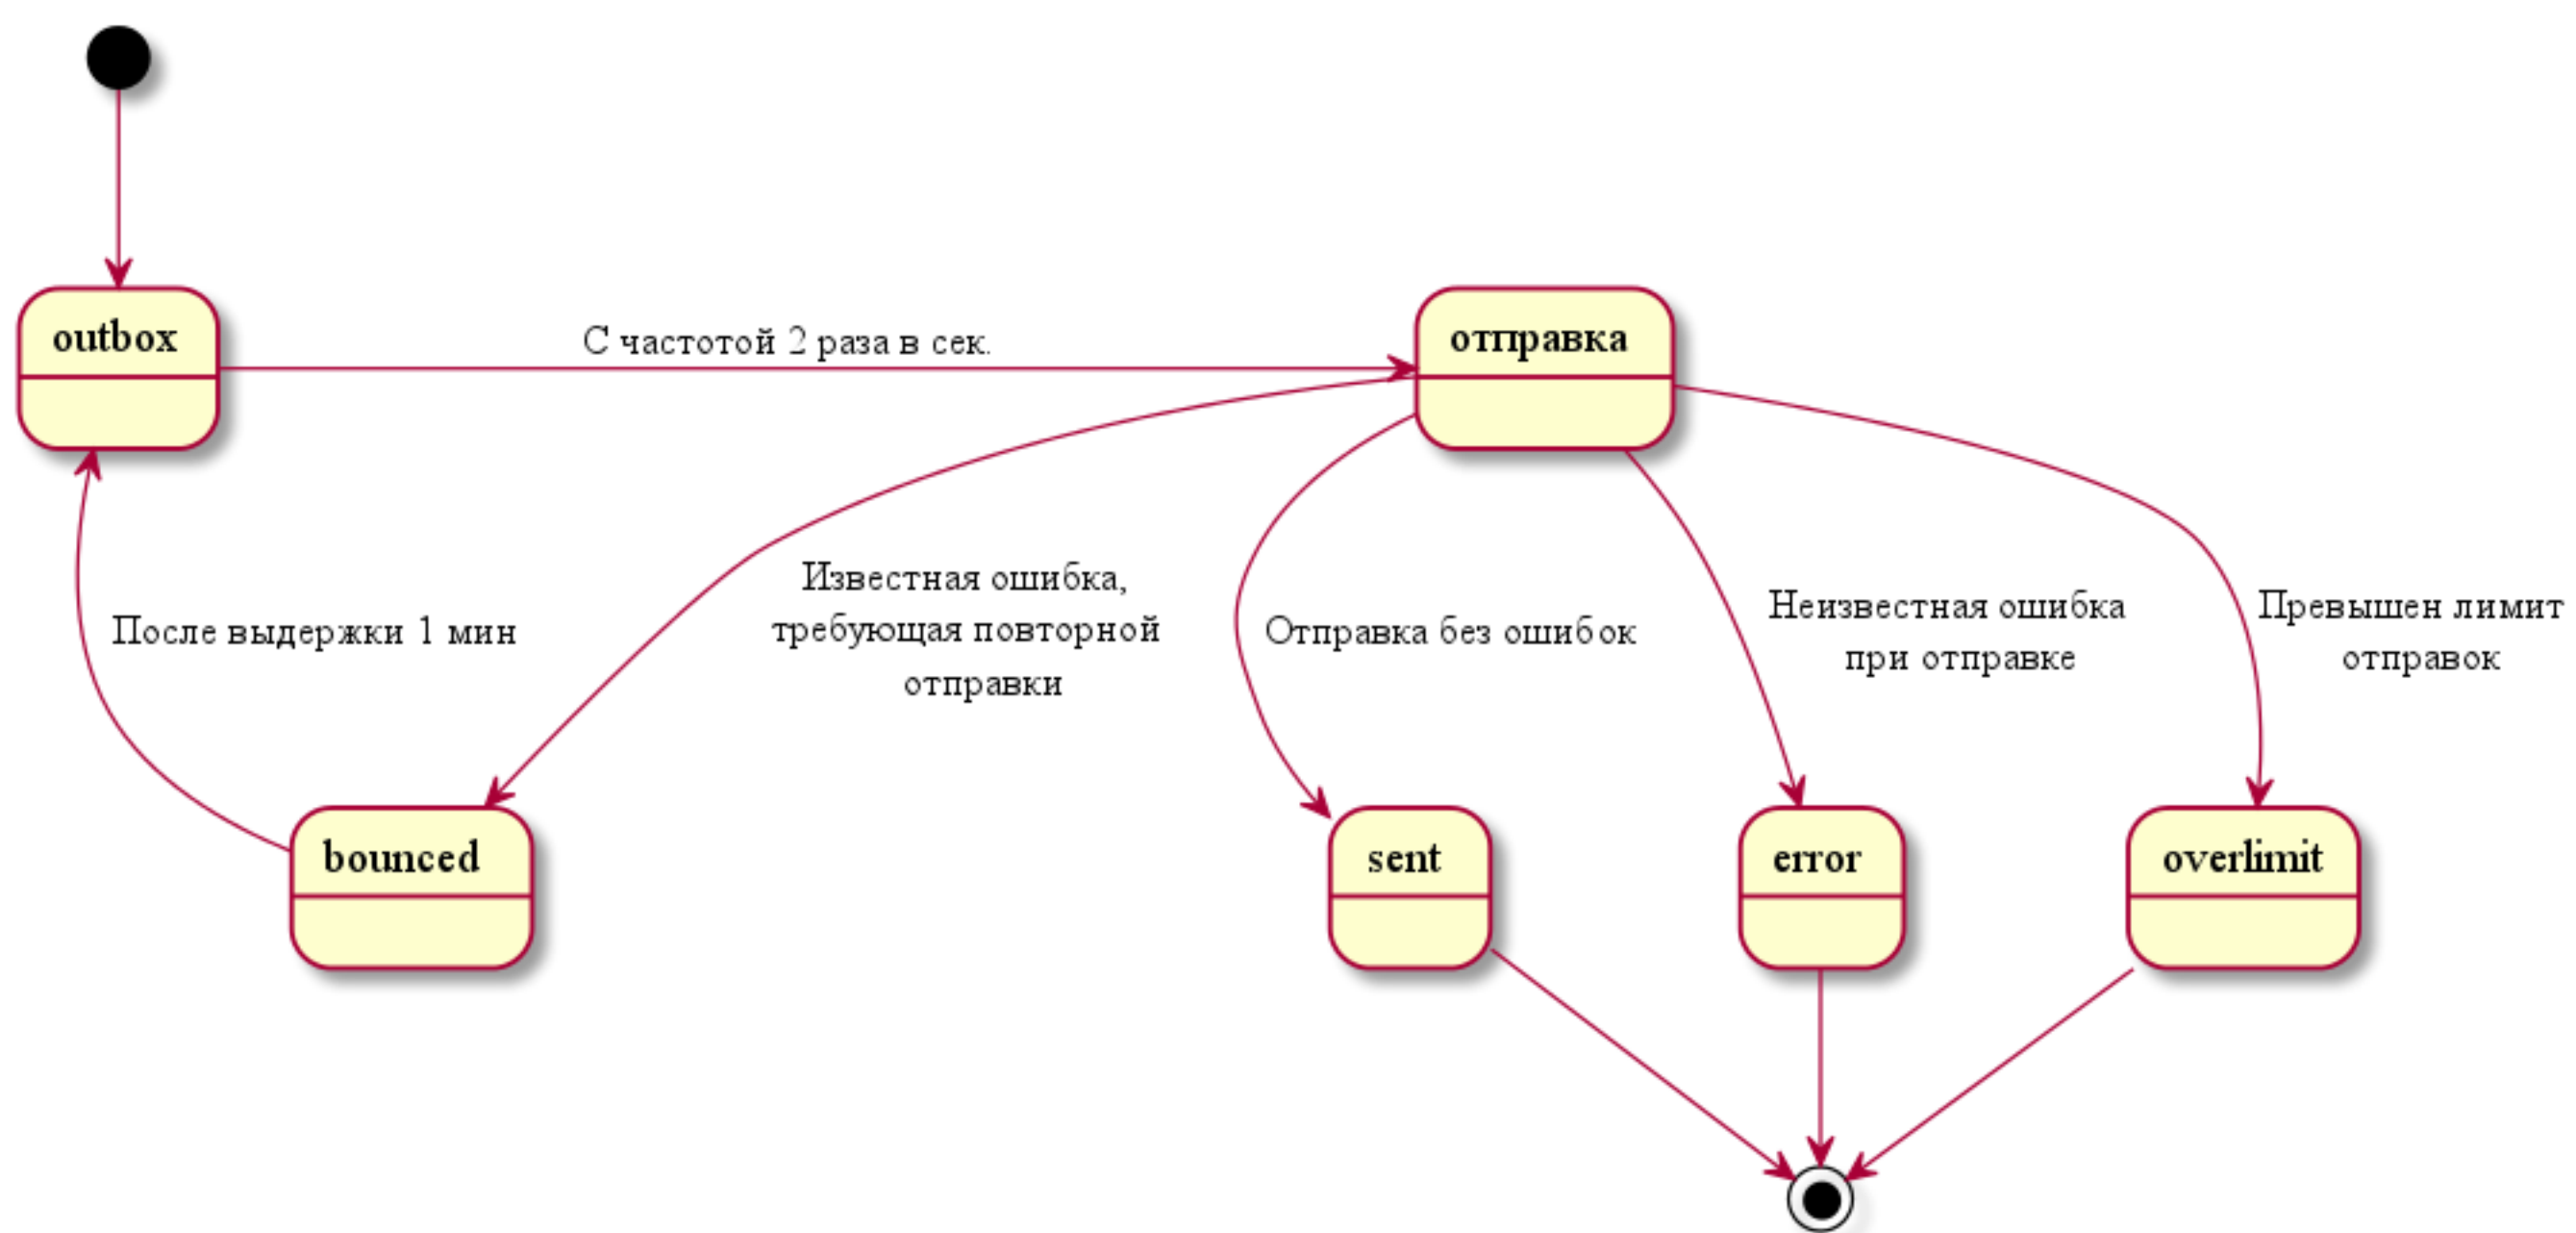 outbox
С частотой 2 раза в сек.
отправка
После выдержки 1 мин
Известная ошибка,
требующая повторной
отправки
Отправка без ошибок
Неизвестная ошибка
при отправке
Превышен лимит
отправок
bounced
sent
error
overlimit